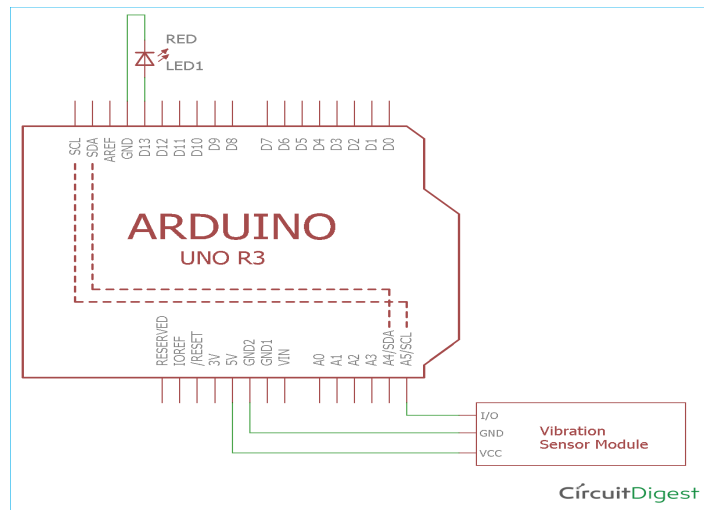 RED
LED1
SCL
SDA
AREF
GND
D13
D12
D11
D10
D9
D8
D7
D6
D5
D4
D3
D2
D1
D0
ARDUINO
UNO R3
RESERVED
IOREF
/RESET
3V
5V
GND2
GND1
VIN
A0
A1
A2
A3
A4/SDA
A5/SCL
I/O
GND
VCC
Vibration
Sensor Module
CircuitDigest